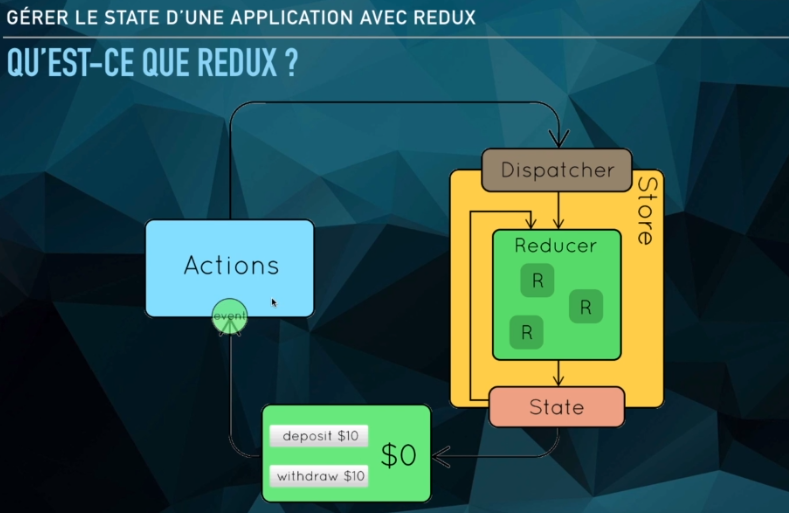 GÉRER LE STATE D'UNE APPLICATION AVEC REDUX
QU'EST-CE QUE REDUX ?
Dispatcher
Store
Reducer
R
R
R
Actions
event
State
deposit $10
$0
withdraw $10